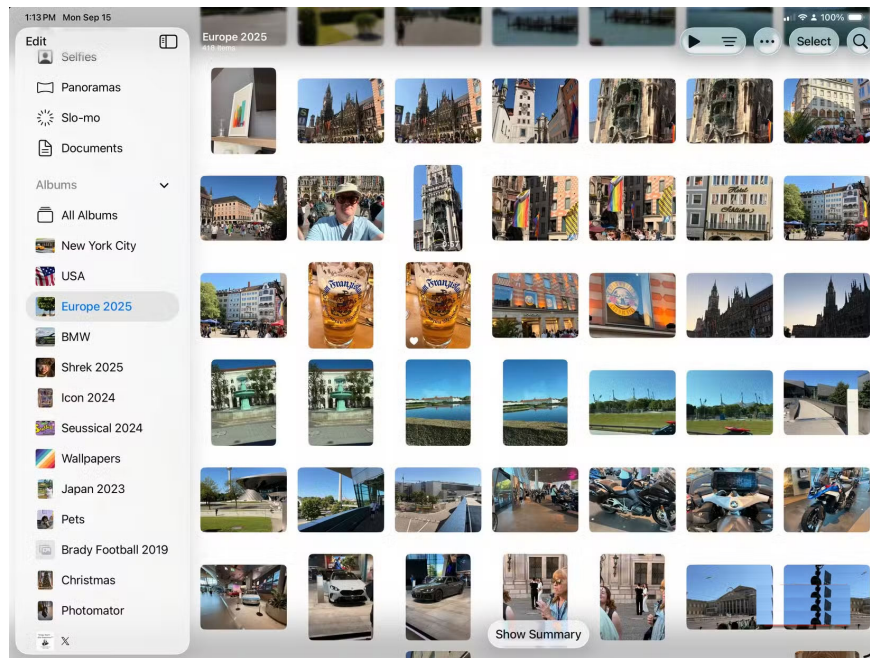 1:13 PM Mon Sep 15
100%
Edit
Europe 2025
418 Items
Select
Selfies
Panoramas
Slo-mo
Documents
Albums
All Albums
New York City
USA
Europe 2025
BMW
Shrek 2025
Icon 2024
Seussical 2024
Wallpapers
Japan 2023
Pets
Brady Football 2019
Christmas
Photomator
X
0:57
Hotel
Franziskaner
Show Summary